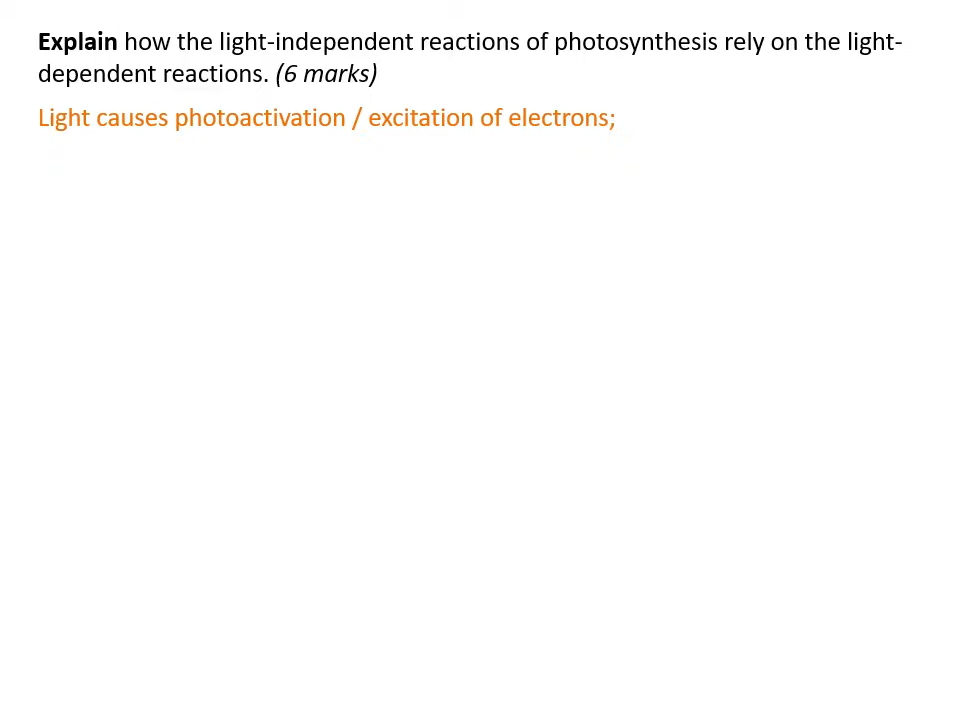 Explain how the light-independent reactions of photosynthesis rely on the light-
dependent reactions. (6 marks)
Light causes photoactivation / excitation of electrons;